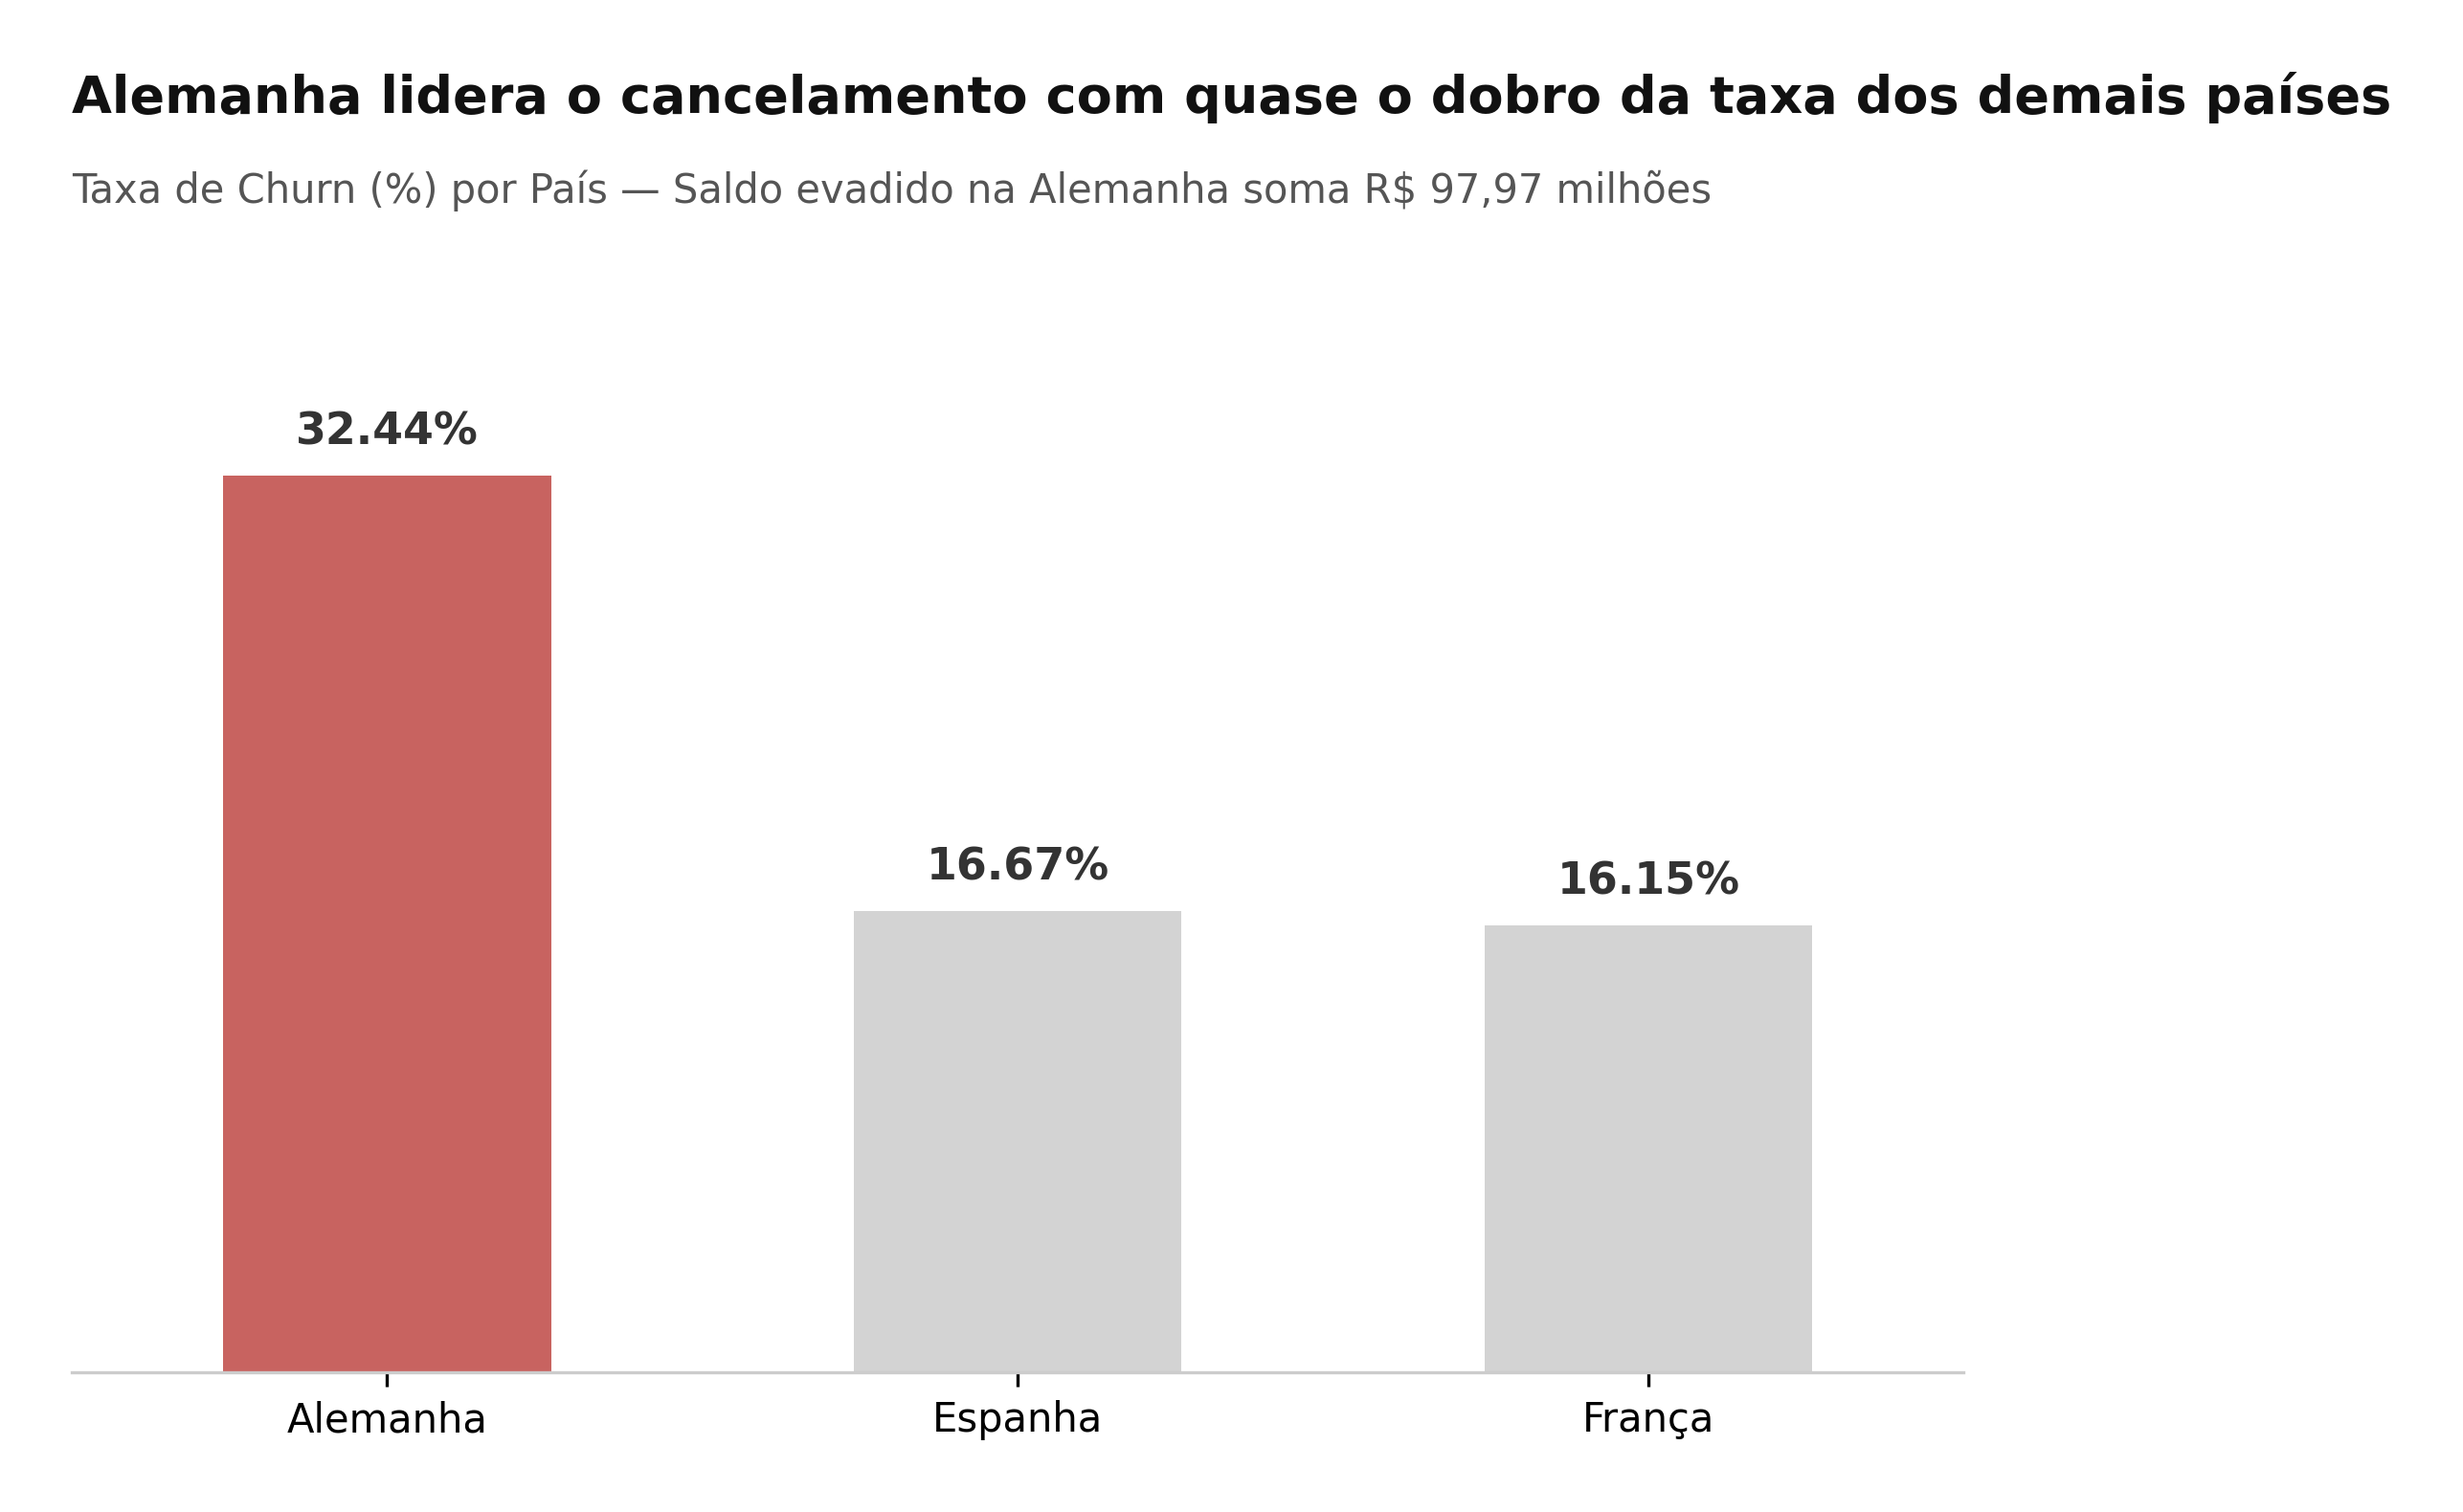 Alemanha lidera o cancelamento com quase o dobro da taxa dos demais países
Taxa de Churn (%) por País — Saldo evadido na Alemanha soma R$ 97,97 milhões
32.44%
16.67%
16.15%
Alemanha
Espanha
França